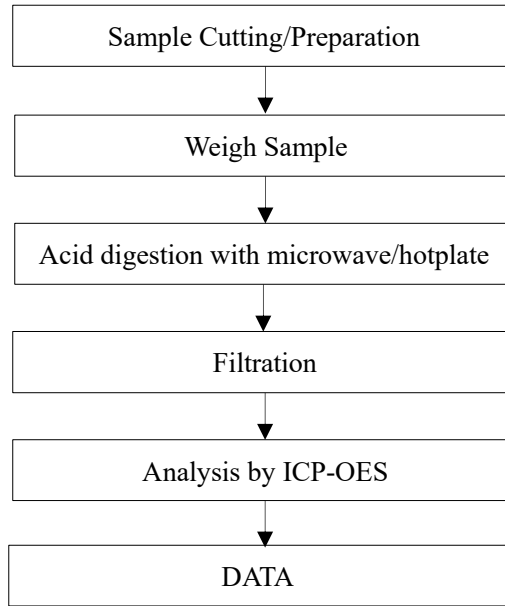 Sample Cutting/Preparation
Weigh Sample
Acid digestion with microwave/hotplate
Filtration
Analysis by ICP-OES
DATA